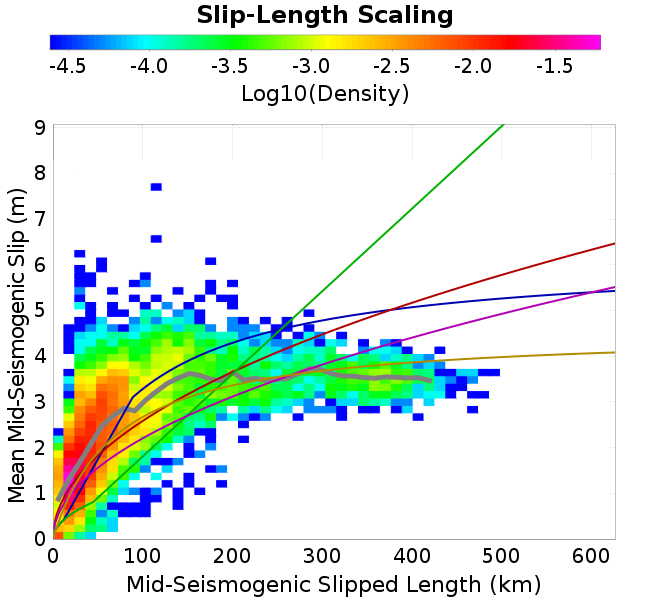 Slip-Length Scaling
-4.5 -4.0 -3.5 -3.0 -2.5 -2.0 -1.5
Log10(Density)
9
8
7
6
5
4
3
2
1
0
Mean Mid-Seismogenic Slip (m)
0 100 200 300 400 500 600
Mid-Seismogenic Slipped Length (km)